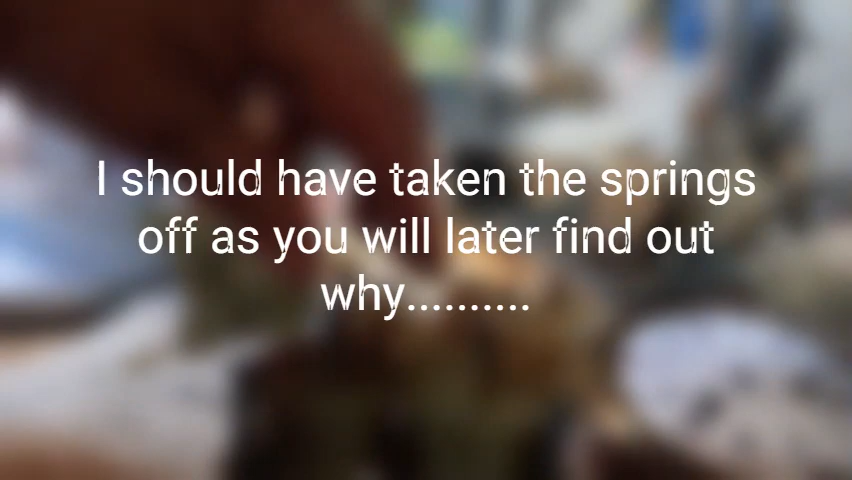 I should have taken the springs
off as you will later find out
why..........